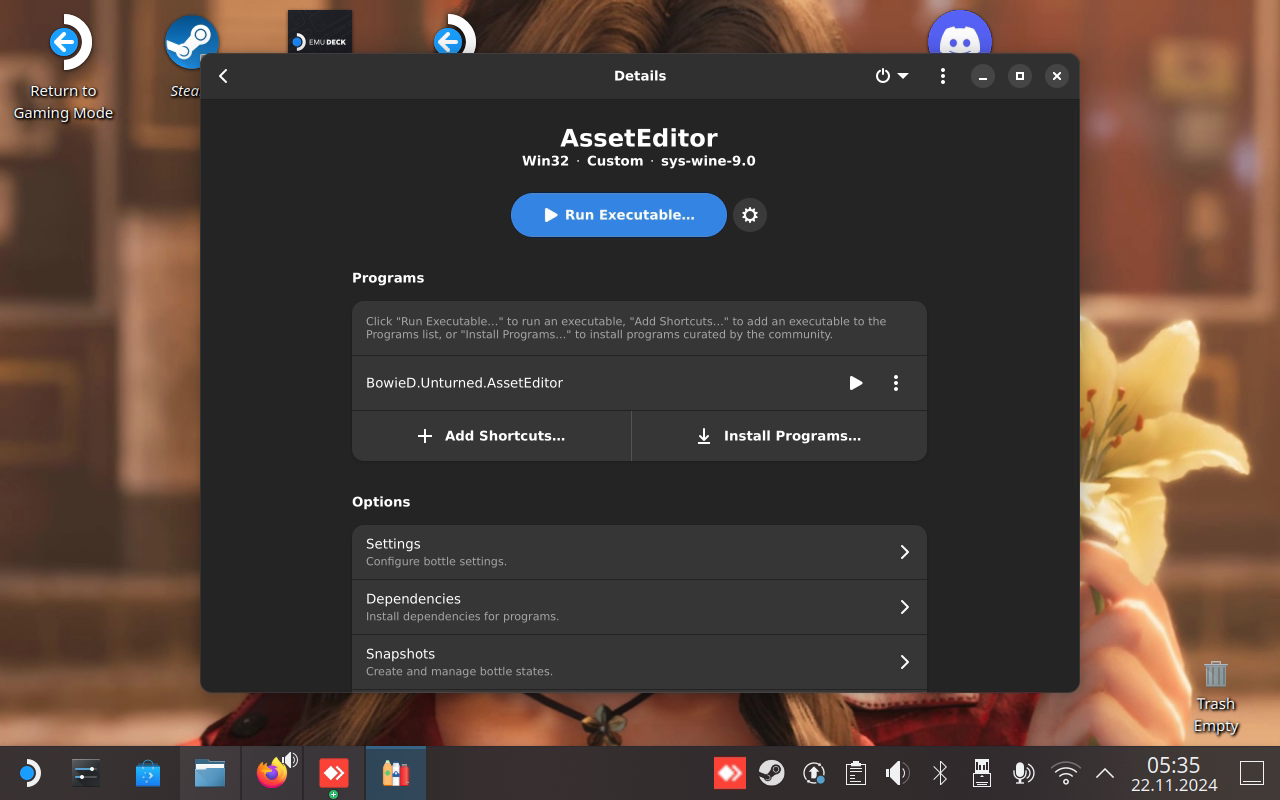 EMUDECK
Return to
Gaming Mode
Stea
Details
AssetEditor
Win32 · Custom · sys-wine-9.0
Run Executable…
Programs
Click "Run Executable…" to run an executable, "Add Shortcuts…" to add an executable to the
Programs list, or "Install Programs…" to install programs curated by the community.
BowieD.Unturned.AssetEditor
Add Shortcuts…
Install Programs…
Options
Settings
Configure bottle settings.
Dependencies
Install dependencies for programs.
Snapshots
Create and manage bottle states.
Trash
Empty
05:35
22.11.2024